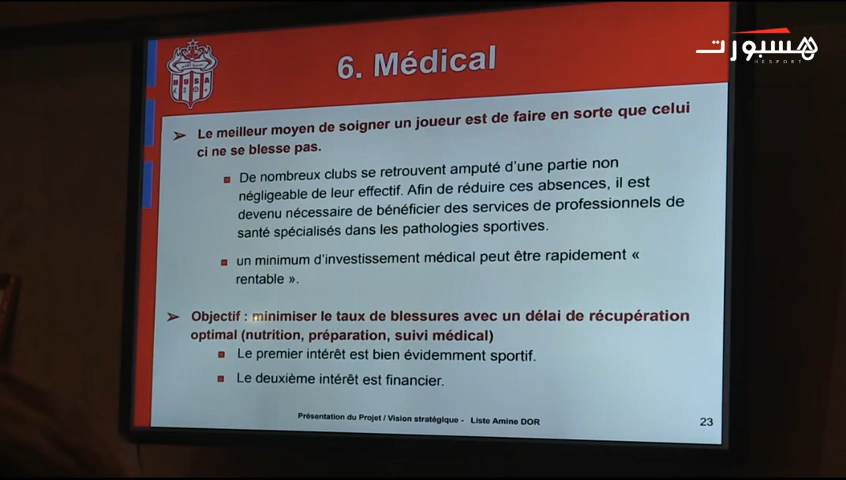 هسبورت
HESPORT
HUSA
6. Médical
Le meilleur moyen de soigner un joueur est de faire en sorte que celui
ci ne se blesse pas.
De nombreux clubs se retrouvent amputé d'une partie non
négligeable de leur effectif. Afin de réduire ces absences, il est
devenu nécessaire de bénéficier des services de professionnels de
santé spécialisés dans les pathologies sportives.
un minimum d'investissement médical peut être rapidement «
rentable ».
Objectif : minimiser le taux de blessures avec un délai de récupération
optimal (nutrition, préparation, suivi médical)
Le premier intérêt est bien évidemment sportif.
Le deuxième intérêt est financier.
Présentation du Projet / Vision stratégique - Liste Amine DOR
23